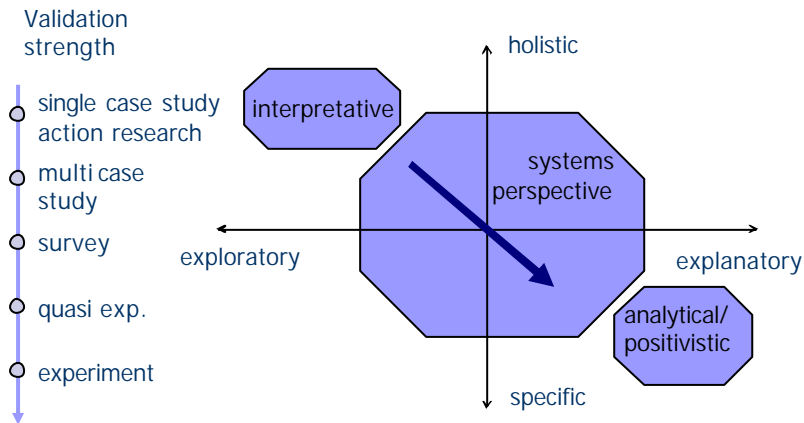 Validation
strength
single case study
action research
multi case
study
survey
quasi exp.
experiment
holistic
interpretative
systems
perspective
exploratory
explanatory
analytical/
positivistic
specific